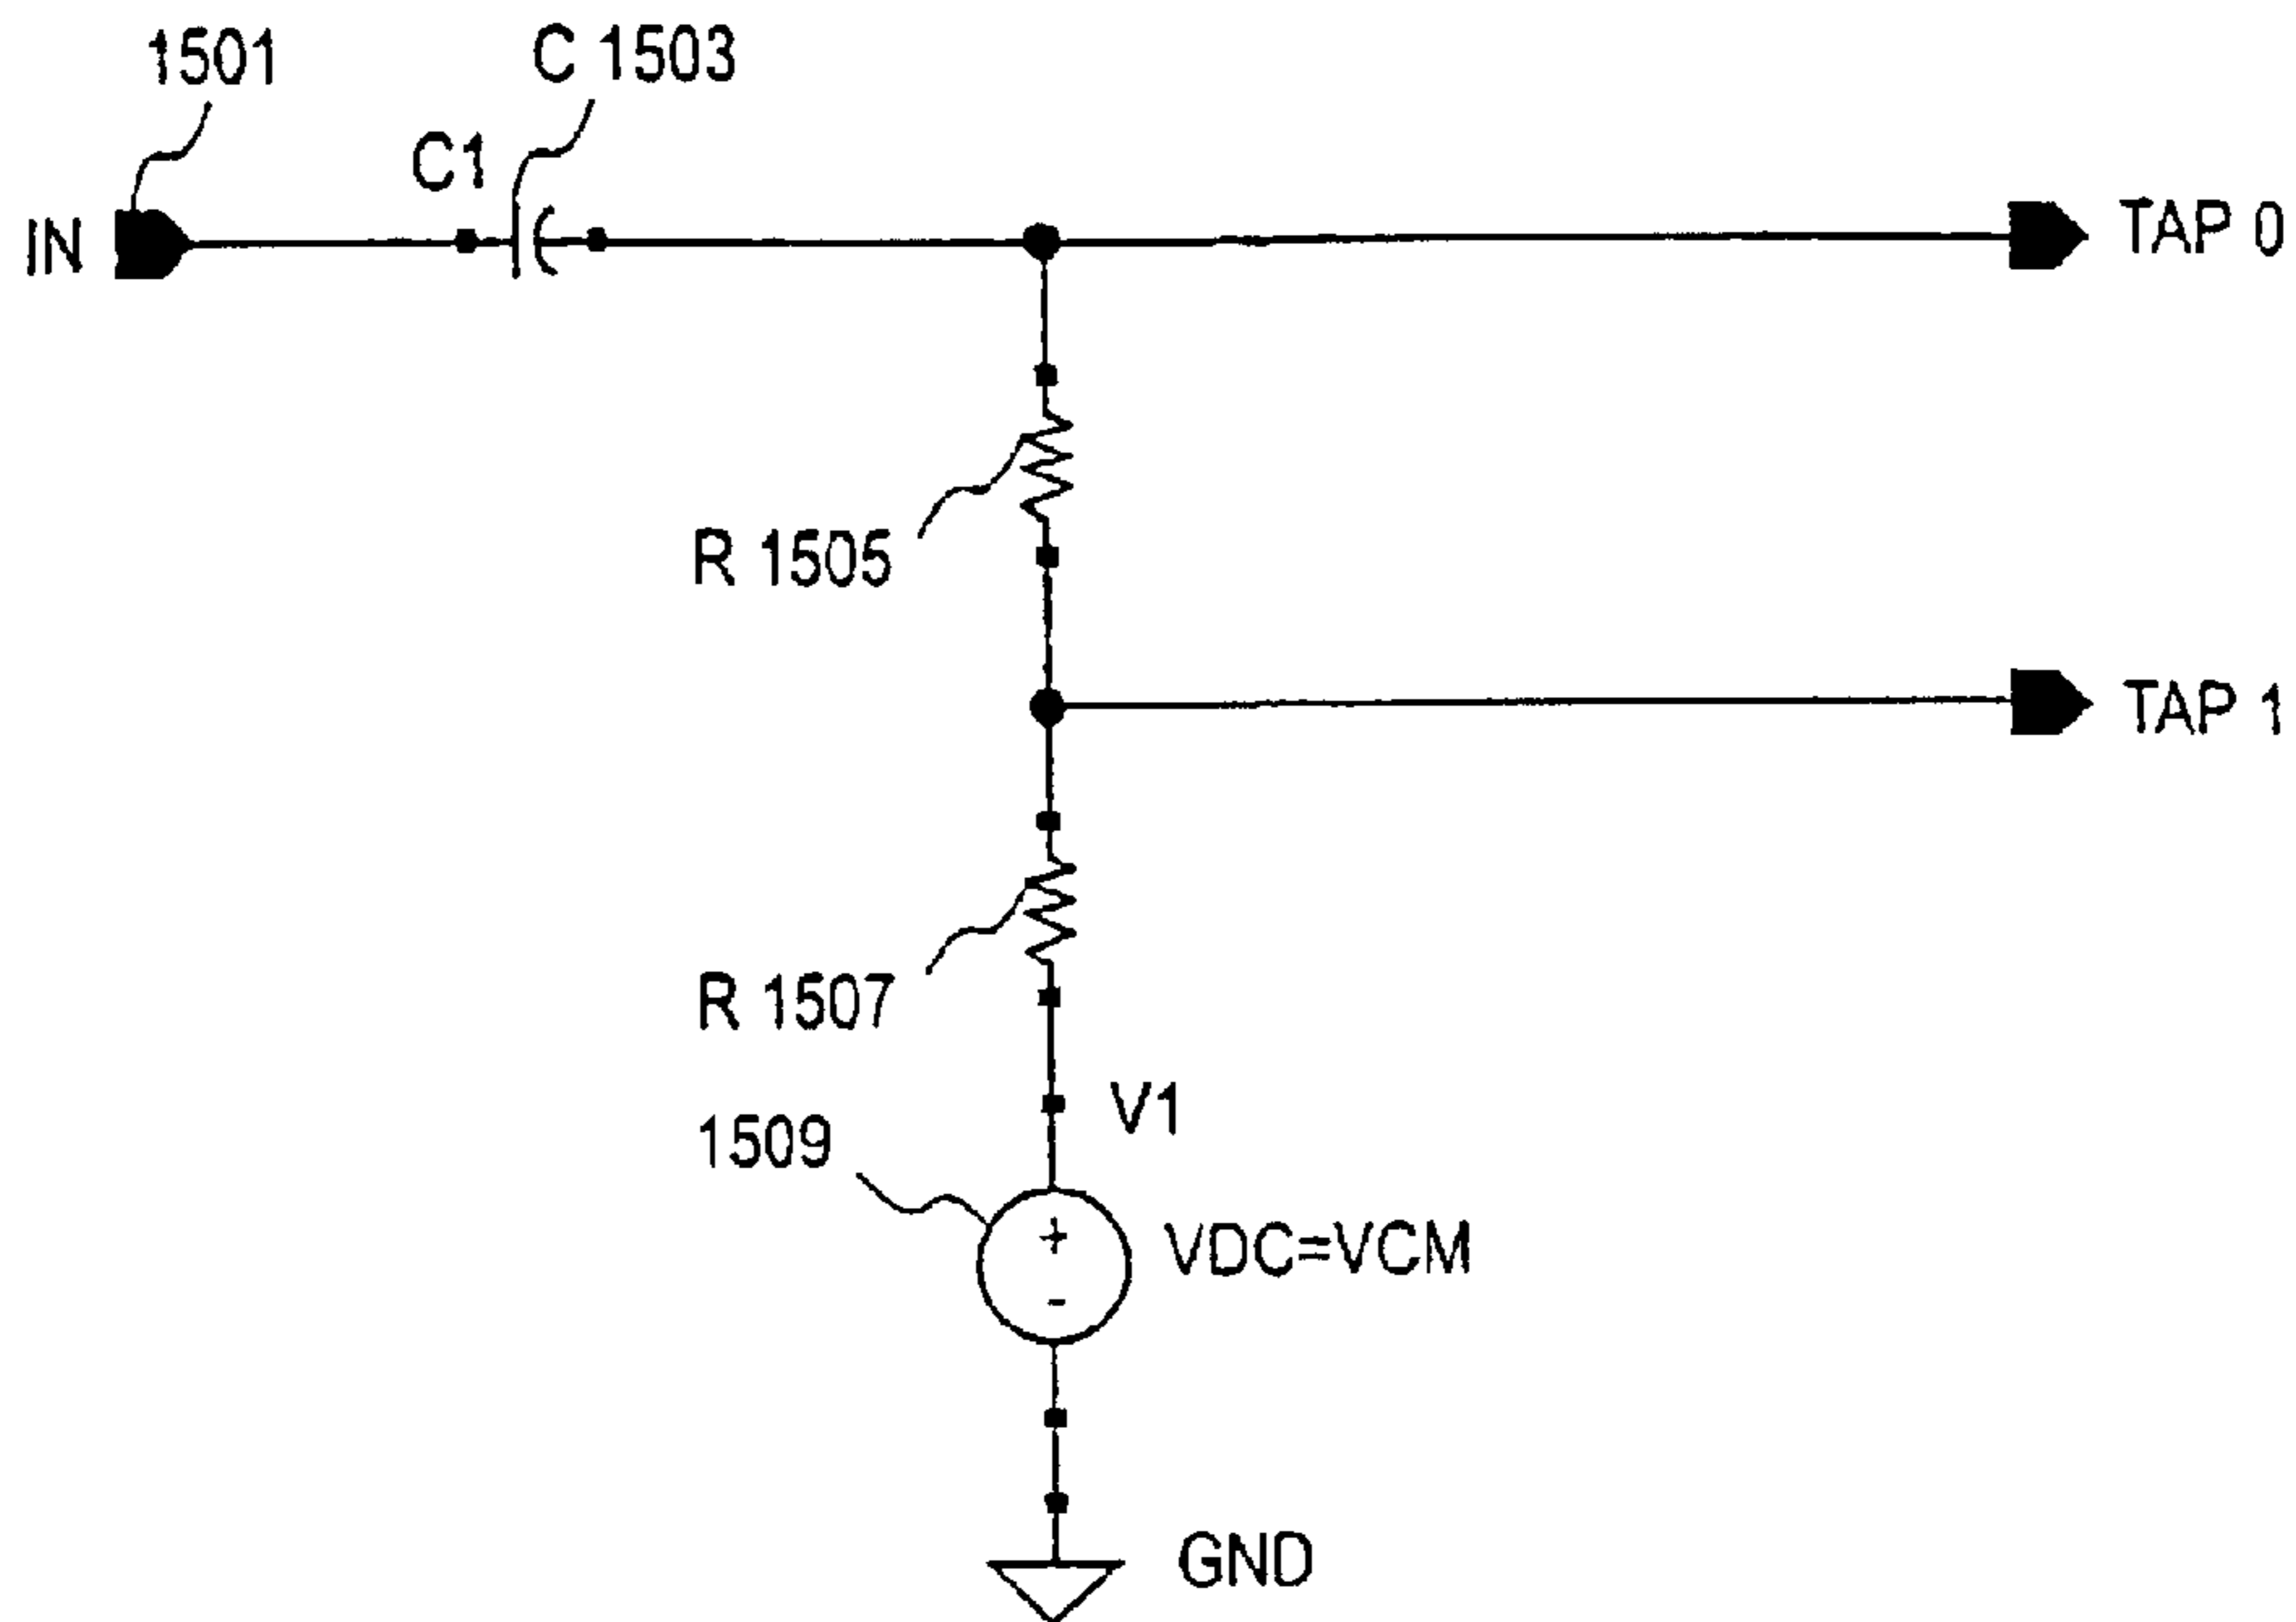 1501
C 1503
C1
IN
TAP 0
R 1505
TAP 1
R 1507
V1
1509
+
VDC=VCM
-
GND